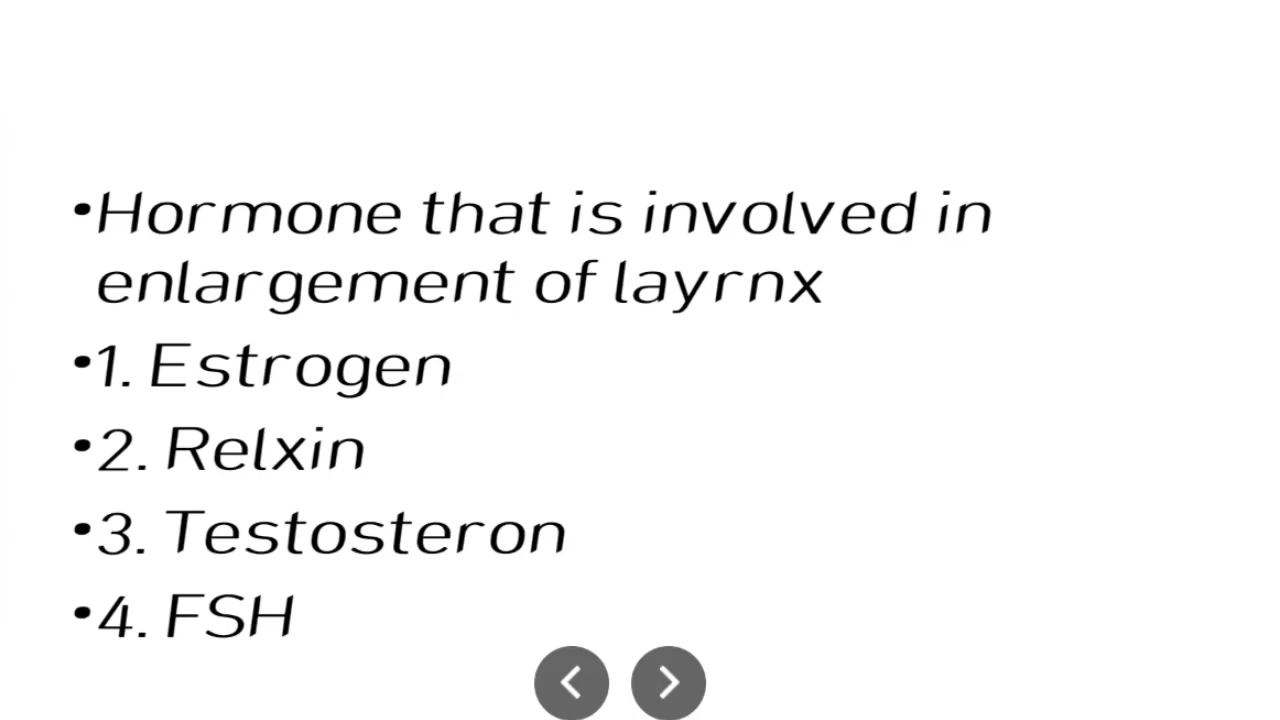 •Hormone that is involved in
enlargement of layrnx
•1. Estrogen
•2. Relxin
•3. Testosteron
•4. FSH